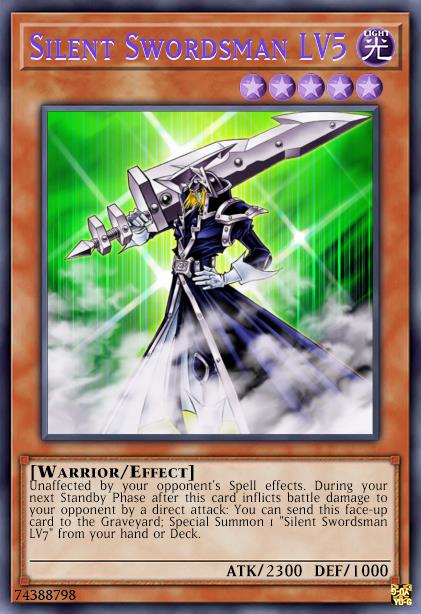 SILENT SWORDSMAN LV5
LIGHT
光
[WARRIOR/EFFECT]
Unaffected by your opponent's Spell effects. During your
next Standby Phase after this card inflicts battle damage to
your opponent by a direct attack: You can send this face-up
card to the Graveyard; Special Summon 1 "Silent Swordsman
LV7" from your hand or Deck.
ATK/2300 DEF/1000
74388798